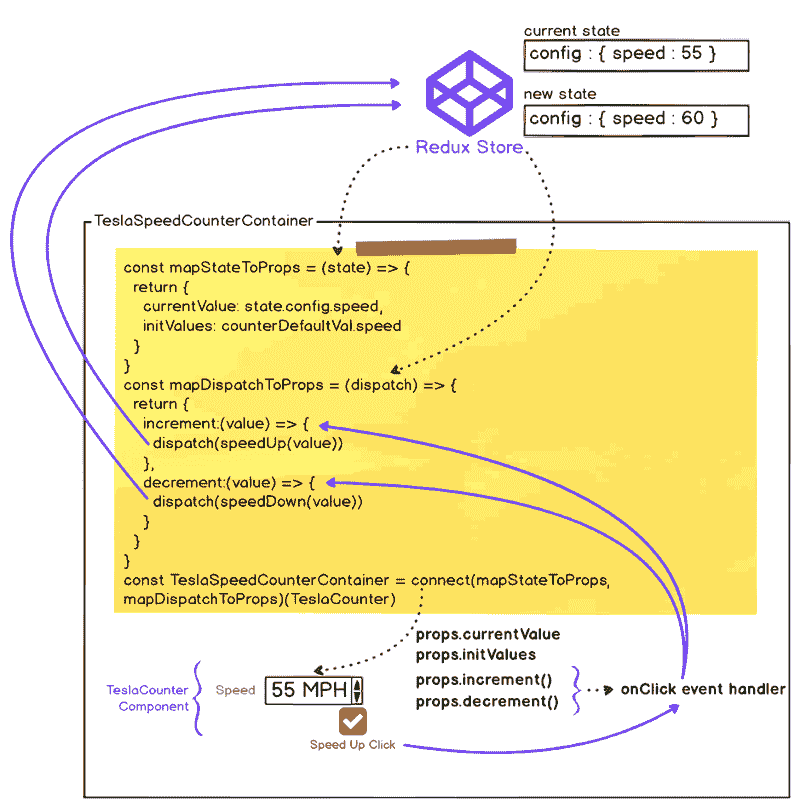 current state
config : { speed : 55 }
new state
config : { speed : 60 }
Redux Store
TeslaSpeedCounterContainer
const mapStateToProps = (state) => {
return {
currentValue: state.config.speed,
initValues: counterDefaultVal.speed
}
}
const mapDispatchToProps = (dispatch) => {
return {
increment:(value) => {
dispatch(speedUp(value))
},
decrement:(value) => {
dispatch(speedDown(value))
}
}
}
const TeslaSpeedCounterContainer = connect(mapStateToProps,
mapDispatchToProps)(TeslaCounter)
props.currentValue
props.initValues
props.increment()
props.decrement()
onClick event handler
TeslaCounter
Component
Speed
55 MPH
Speed Up Click